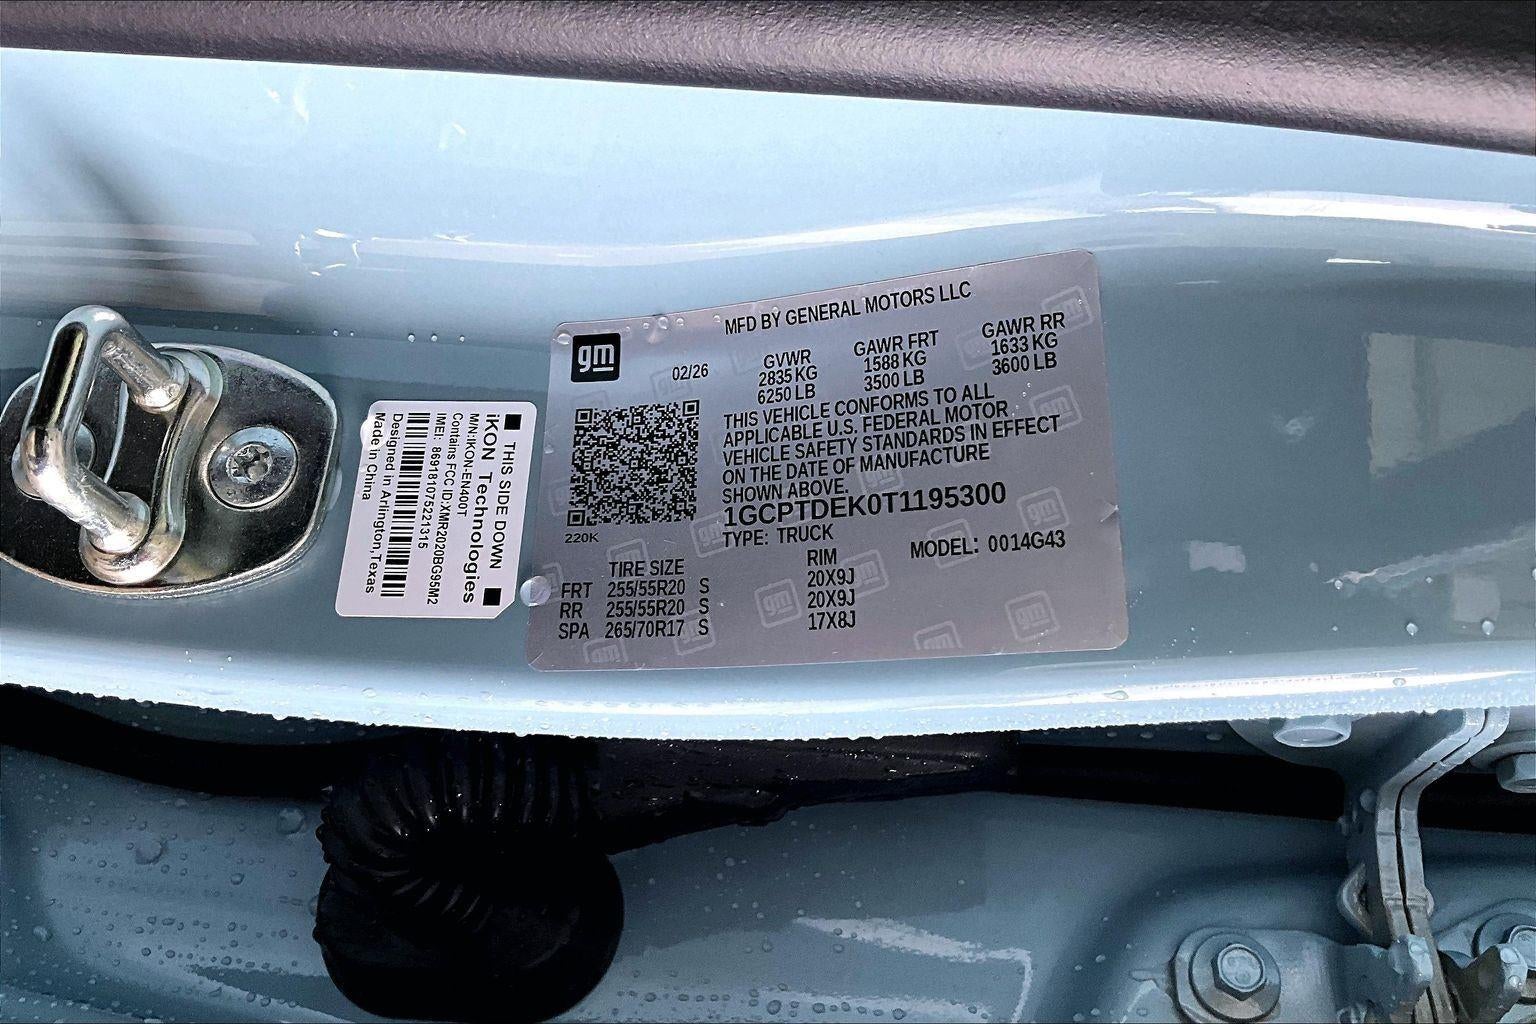 THIS SIDE DOWN
iKON Technologies
M/N:IKON-EN400T
Contains FCC ID:XMR2020BG95M2
IMEI: 869181075221315
Designed in Arlington,Texas
Made in China
gm
MFD BY GENERAL MOTORS LLC
02/26
GVWR
2835 KG
6250 LB
GAWR FRT
1588 KG
3500 LB
GAWR RR
1633 KG
3600 LB
THIS VEHICLE CONFORMS TO ALL
APPLICABLE U.S. FEDERAL MOTOR
VEHICLE SAFETY STANDARDS IN EFFECT
ON THE DATE OF MANUFACTURE
SHOWN ABOVE.
1GCPTDEK0T1195300
220K
TYPE: TRUCK
MODEL: 0014G43
TIRE SIZE RIM
FRT 255/55R20 S 20X9J
RR 255/55R20 S 20X9J
SPA 265/70R17 S 17X8J